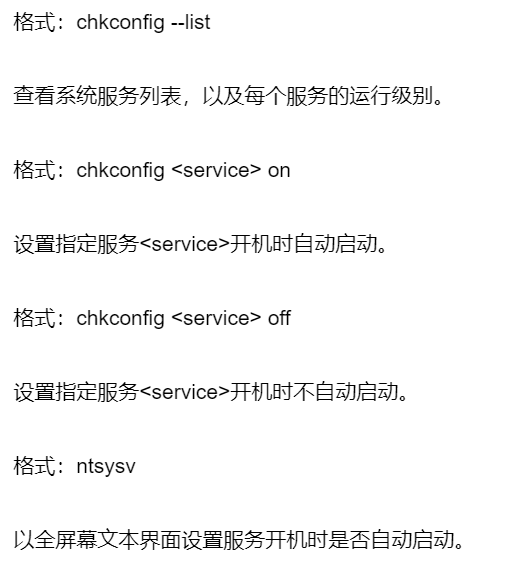 格式：chkconfig --list
查看系统服务列表，以及每个服务的运行级别。
格式：chkconfig <service> on
设置指定服务<service>开机时自动启动。
格式：chkconfig <service> off
设置指定服务<service>开机时不自动启动。
格式：ntsysv
以全屏幕文本界面设置服务开机时是否自动启动。